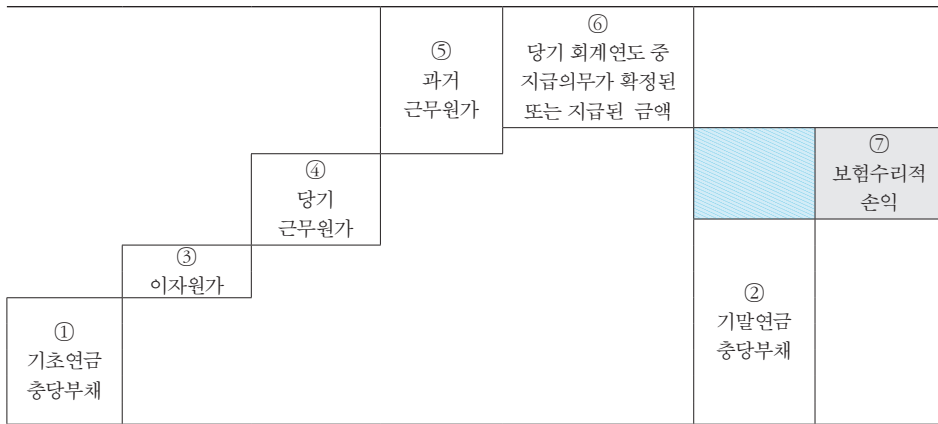 ⑤
과거
근무원가
⑥
당기 회계연도 중
지급의무가 확정된
또는 지급된 금액
④
당기
근무원가
⑦
보험수리적
손익
③
이자원가
①
기초연금
충당부채
②
기말연금
충당부채